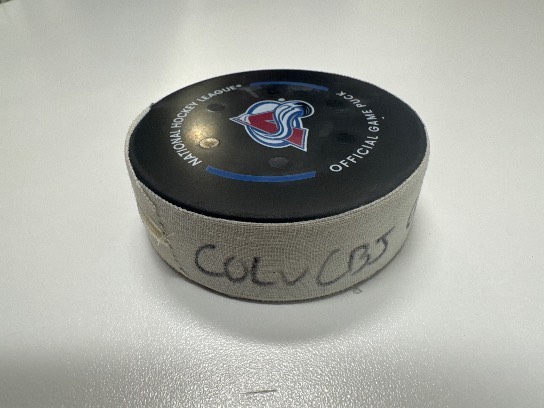 NATIONAL HOCKEY LEAGUE®
OFFICIAL GAME PUCK
COL v CBJ